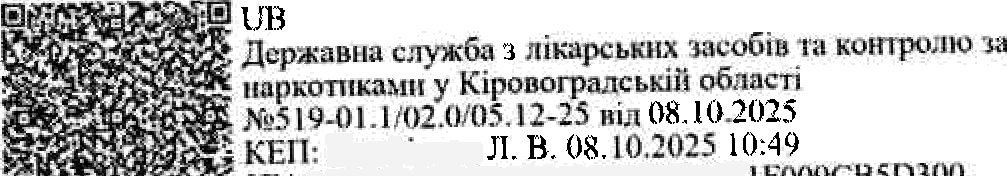 UB
Державна служба з лікарських засобів та контролю за
наркотиками у Кіровоградській області
№519-01.1/02.0/05.12-25 від 08.10.2025
КЕП: Л. В. 08.10.2025 10:49